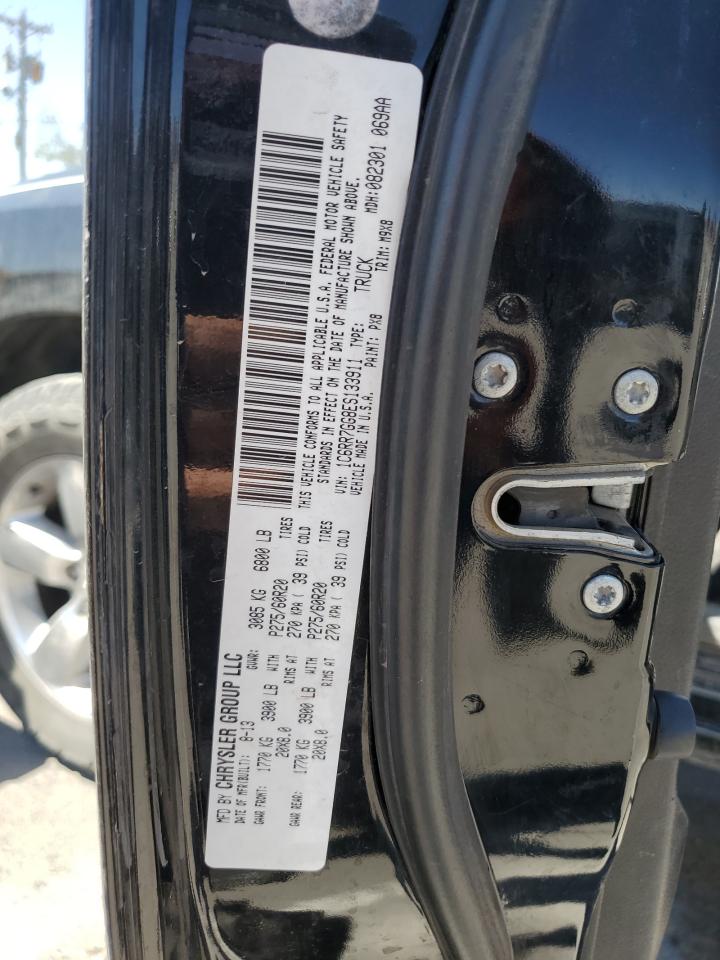 MFD BY CHRYSLER GROUP LLC
DATE OF MFR(BUILT): 8-13 GVWR: 3085 KG 6800 LB
GAWR FRONT: 1770 KG 3900 LB WITH P275/60R20 TIRES
20X8.0 RIMS AT 270 KPA ( 39 PSI) COLD
GAWR REAR: 1770 KG 3900 LB WITH P275/60R20 TIRES
20X8.0 RIMS AT 270 KPA ( 39 PSI) COLD
THIS VEHICLE CONFORMS TO ALL APPLICABLE U.S.A. FEDERAL MOTOR VEHICLE SAFETY
STANDARDS IN EFFECT ON THE DATE OF MANUFACTURE SHOWN ABOVE.
VIN: 1C6RR7GG8ES133911 TYPE: TRUCK MDH:082301 069AA
VEHICLE MADE IN U.S.A. PAINT: PX8 TRIM: M9X8